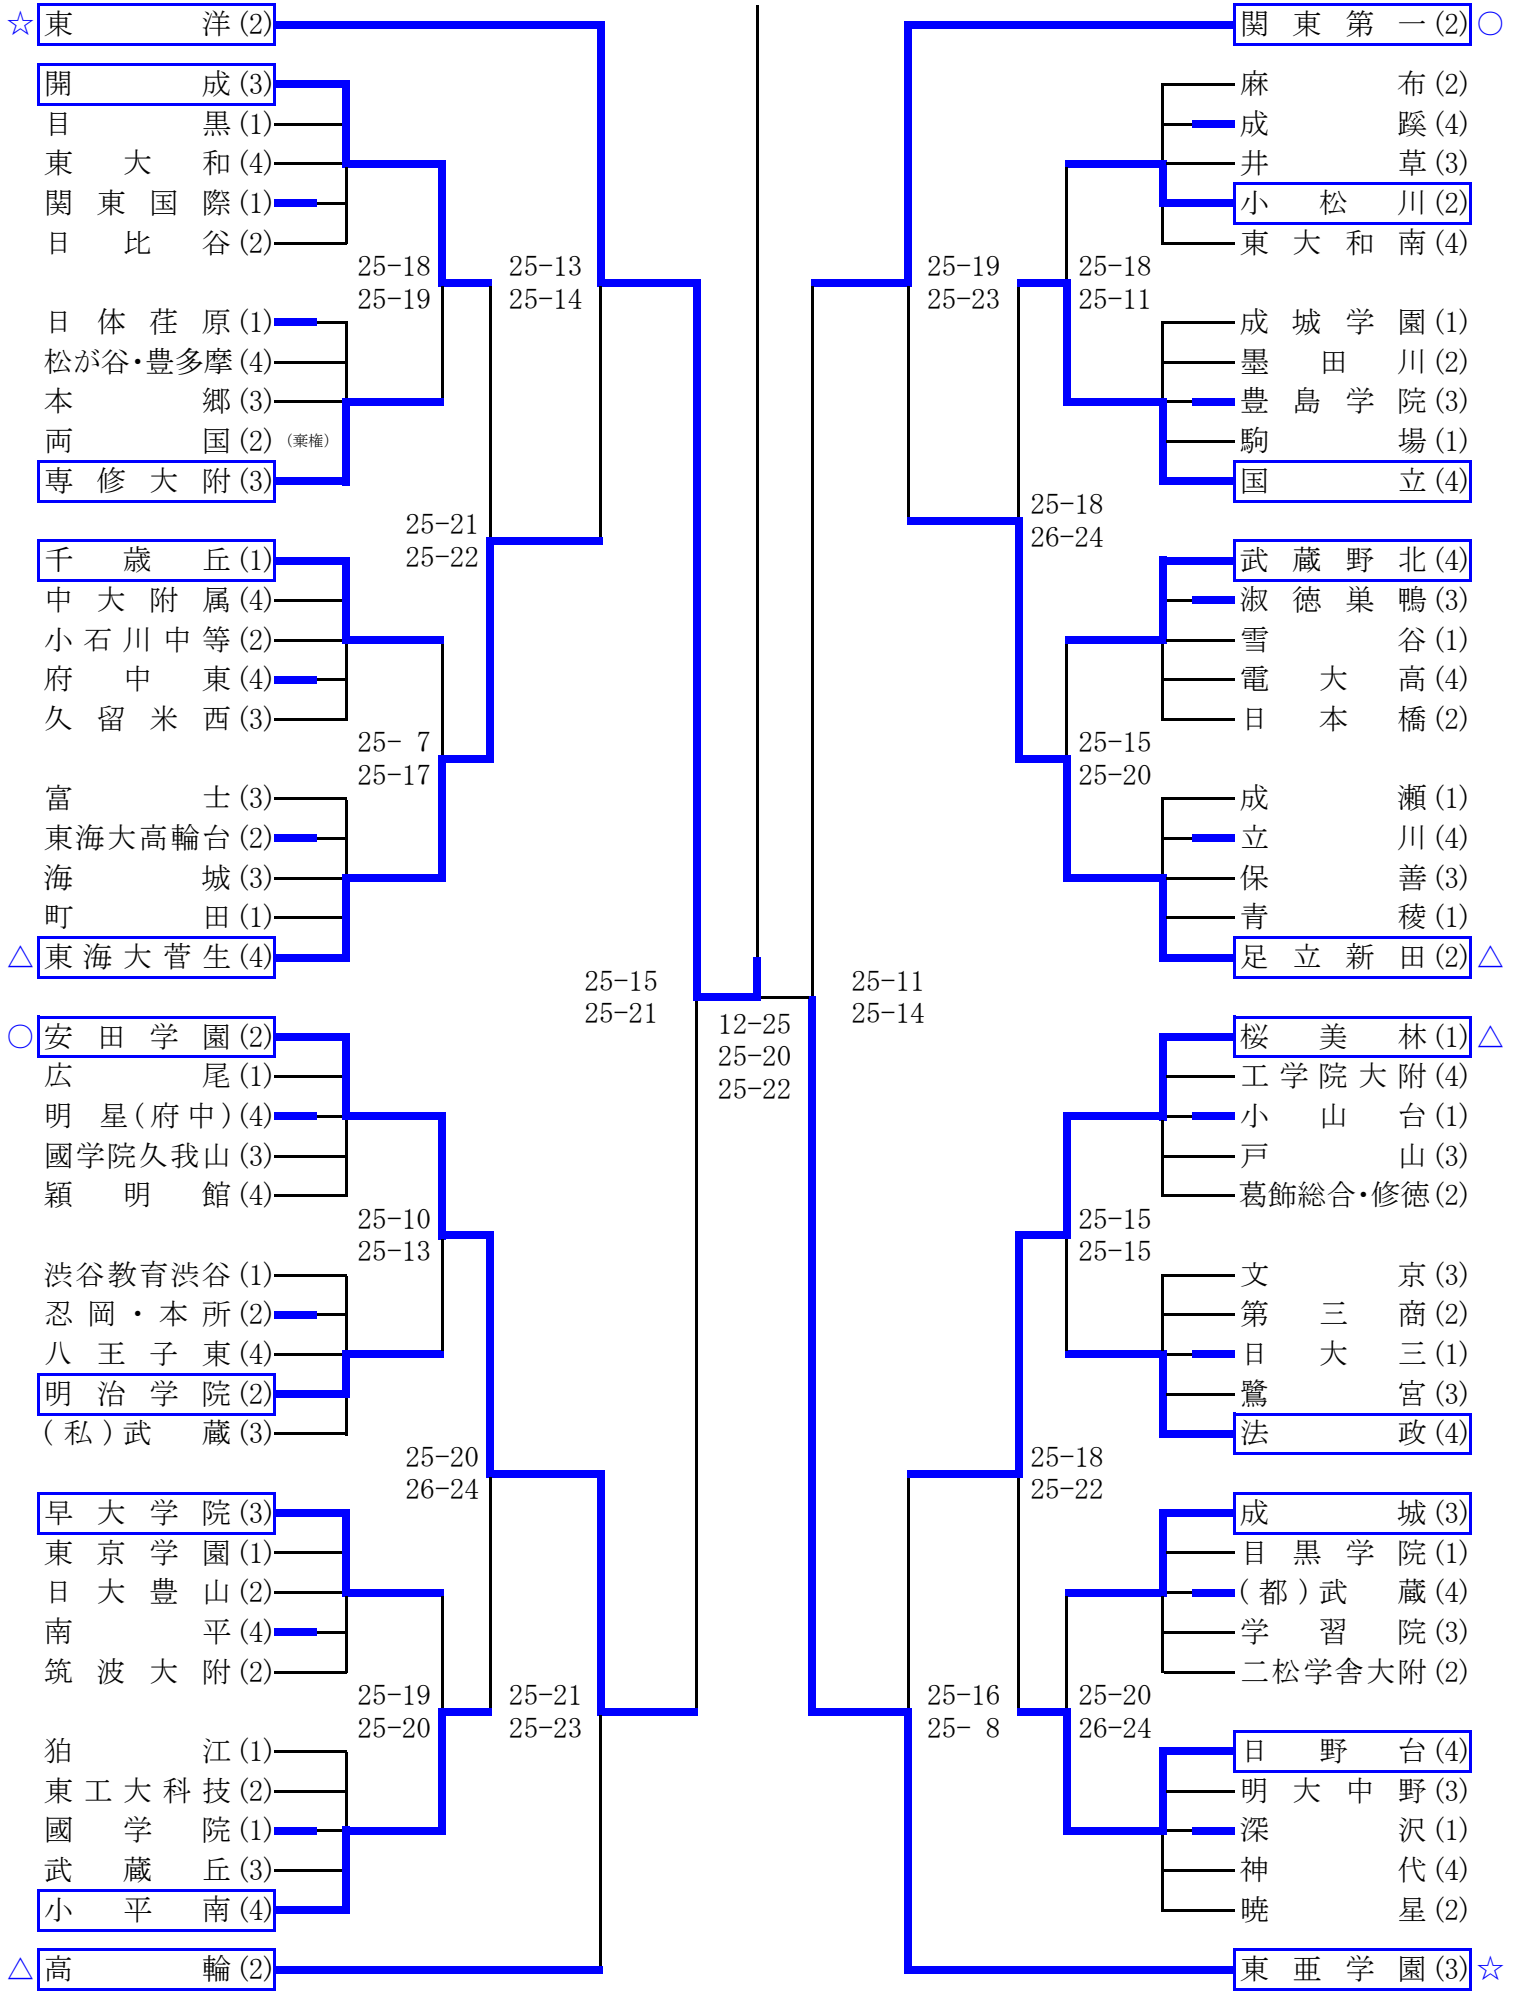 ☆東洋(2)
開成(3)
目黒(1)
東大和(4)
関東国際(1)
日比谷(2)
25-18
25-19
25-13
25-14
日体荏原(1)
松が谷・豊多摩(4)
本郷(3)
両国(2)(棄権)
専修大附(3)
25-21
25-22
千歳丘(1)
中大附属(4)
小石川中等(2)
府中東(4)
久留米西(3)
25- 7
25-17
富士(3)
東海大高輪台(2)
海城(3)
町田(1)
△東海大菅生(4)
25-15
25-21
○安田学園(2)
広尾(1)
明星(府中)(4)
國学院久我山(3)
穎明館(4)
25-10
25-13
渋谷教育渋谷(1)
忍岡・本所(2)
八王子東(4)
明治学院(2)
(私)武蔵(3)
25-20
26-24
早大学院(3)
東京学園(1)
日大豊山(2)
南平(4)
筑波大附(2)
25-19
25-20
25-21
25-23
狛江(1)
東工大科技(2)
國学院(1)
武蔵丘(3)
小平南(4)
△高輪(2)
12-25
25-20
25-22
関東第一(2)○
麻布(2)
成蹊(4)
井草(3)
小松川(2)
東大和南(4)
25-19
25-23
25-18
25-11
成城学園(1)
墨田川(2)
豊島学院(3)
駒場(1)
国立(4)
25-18
26-24
武蔵野北(4)
淑徳巣鴨(3)
雪谷(1)
電大高(4)
日本橋(2)
25-15
25-20
成瀬(1)
立川(4)
保善(3)
青稜(1)
足立新田(2)△
25-11
25-14
桜美林(1)△
工学院大附(4)
小山台(1)
戸山(3)
葛飾総合・修徳(2)
25-15
25-15
文京(3)
第三商(2)
日大三(1)
鷺宮(3)
法政(4)
25-18
25-22
成城(3)
目黒学院(1)
(都)武蔵(4)
学習院(3)
二松学舎大附(2)
25-16
25- 8
25-20
26-24
日野台(4)
明大中野(3)
深沢(1)
神代(4)
暁星(2)
東亜学園(3)☆